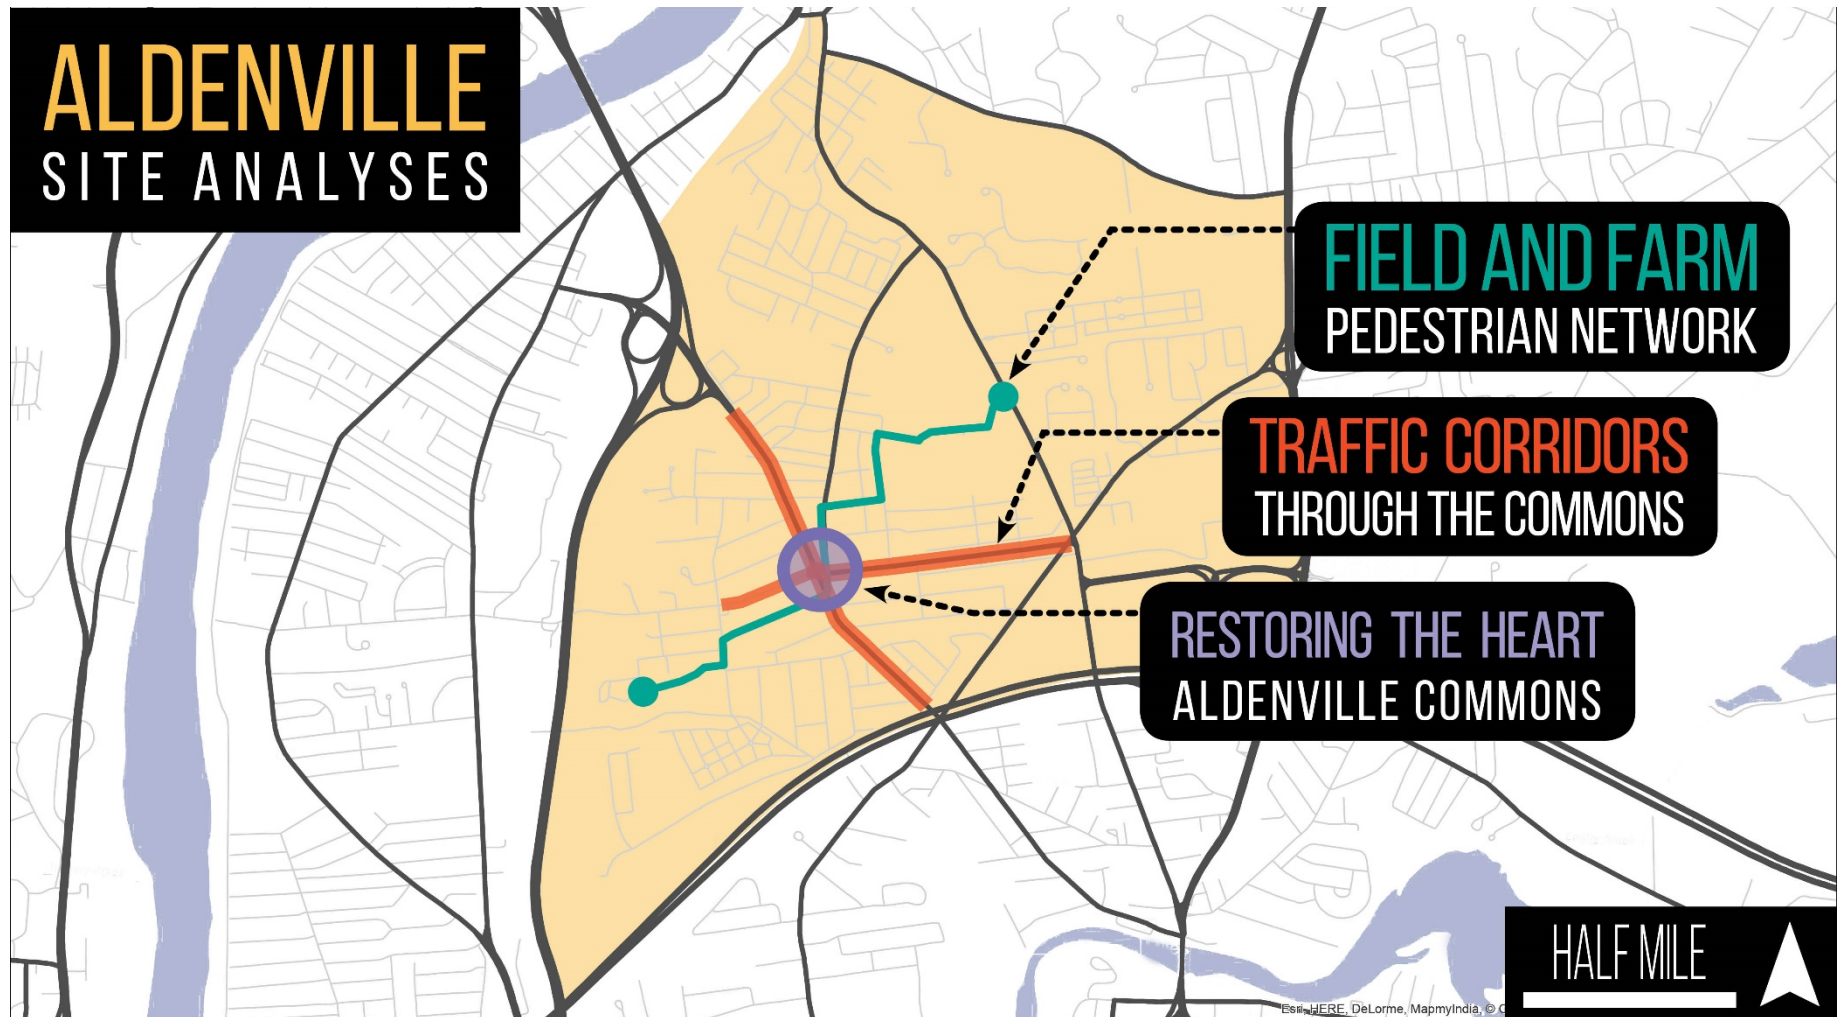 ALDENVILLE
SITE ANALYSES
FIELD AND FARM
PEDESTRIAN NETWORK
TRAFFIC CORRIDORS
THROUGH THE COMMONS
RESTORING THE HEART
ALDENVILLE COMMONS
HALF MILE
Esri, HERE, DeLorme, MapmyIndia, ©